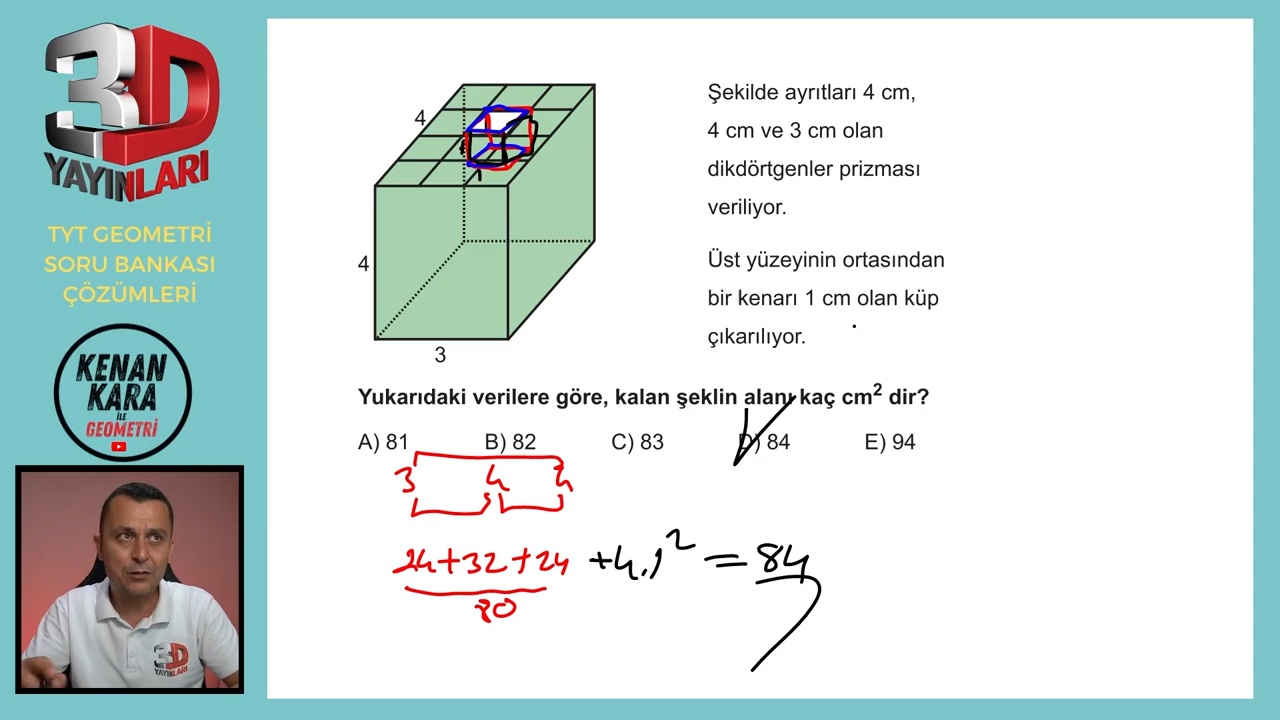 3D
YAYINLARI
TYT GEOMETRİ
SORU BANKASI
ÇÖZÜMLERİ
KENAN
KARA
İLE
GEOMETRİ
3D
YAYINLARI
4
4
3
1
Şekilde ayrıtları 4 cm,
4 cm ve 3 cm olan
dikdörtgenler prizması
veriliyor.
Üst yüzeyinin ortasından
bir kenarı 1 cm olan küp
çıkarılıyor.
Yukarıdaki verilere göre, kalan şeklin alanı kaç cm² dir?
A) 81 B) 82 C) 83 D) 84 E) 94
3 4 4
24+32+24 +4.1² = 84
80